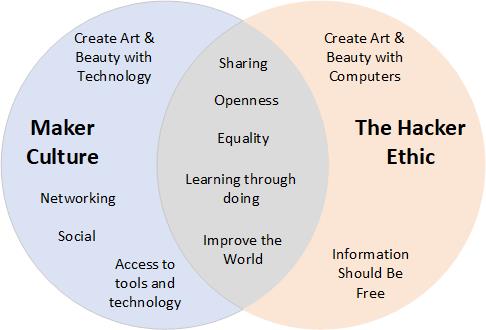 Create Art &
Beauty with
Technology
Maker
Culture
Networking
Social
Access to
tools and
technology
Sharing
Openness
Equality
Learning through
doing
Improve the
World
Create Art &
Beauty with
Computers
The Hacker
Ethic
Information
Should Be
Free